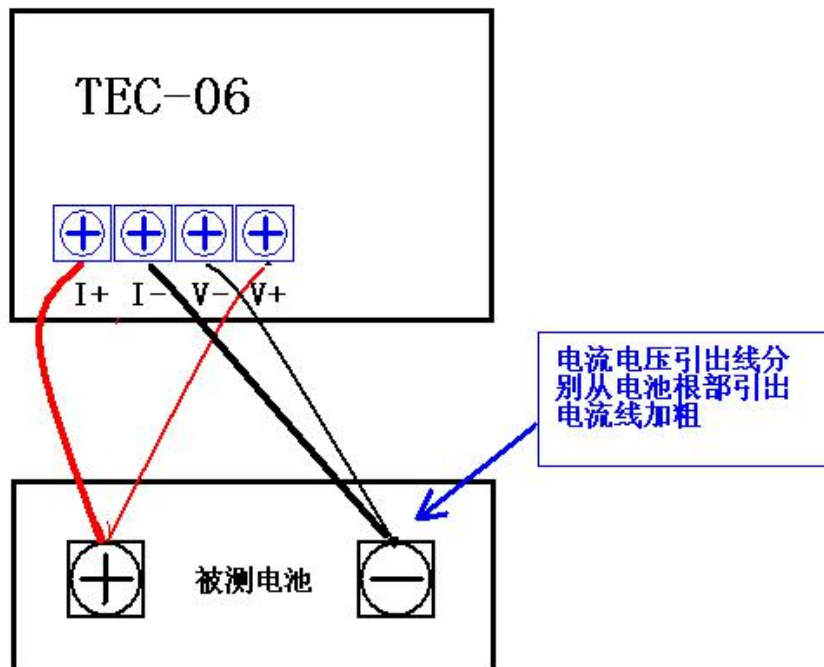 TEC-06
I+ I- V- V+
电流电压引出线分
别从电池根部引出
电流线加粗
被测电池